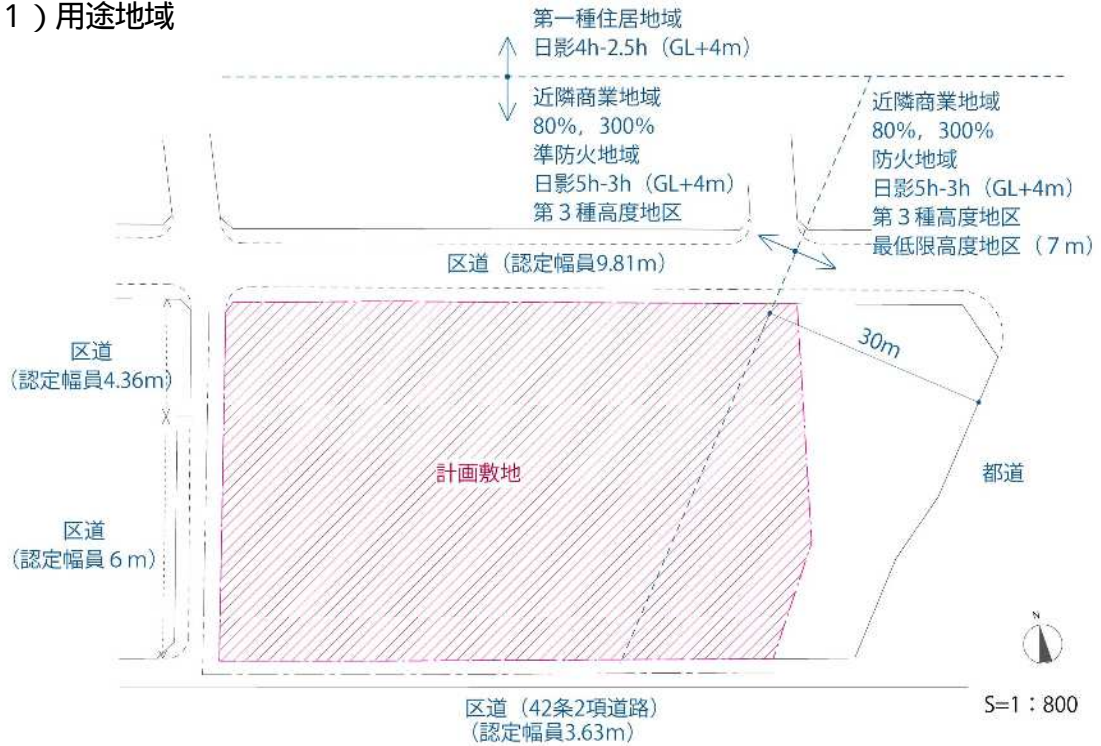 1）用途地域
第一種住居地域
日影4h-2.5h（GL+4m）
近隣商業地域
80%，300%
準防火地域
日影5h-3h（GL+4m）
第３種高度地区
近隣商業地域
80%，300%
防火地域
日影5h-3h（GL+4m）
第３種高度地区
最低限高度地区（７ｍ）
区道（認定幅員9.81m）
区道
（認定幅員4.36m）
30m
計画敷地
都道
区道
（認定幅員６ｍ）
N
区道（42条2項道路）
（認定幅員3.63m）
S=1：800